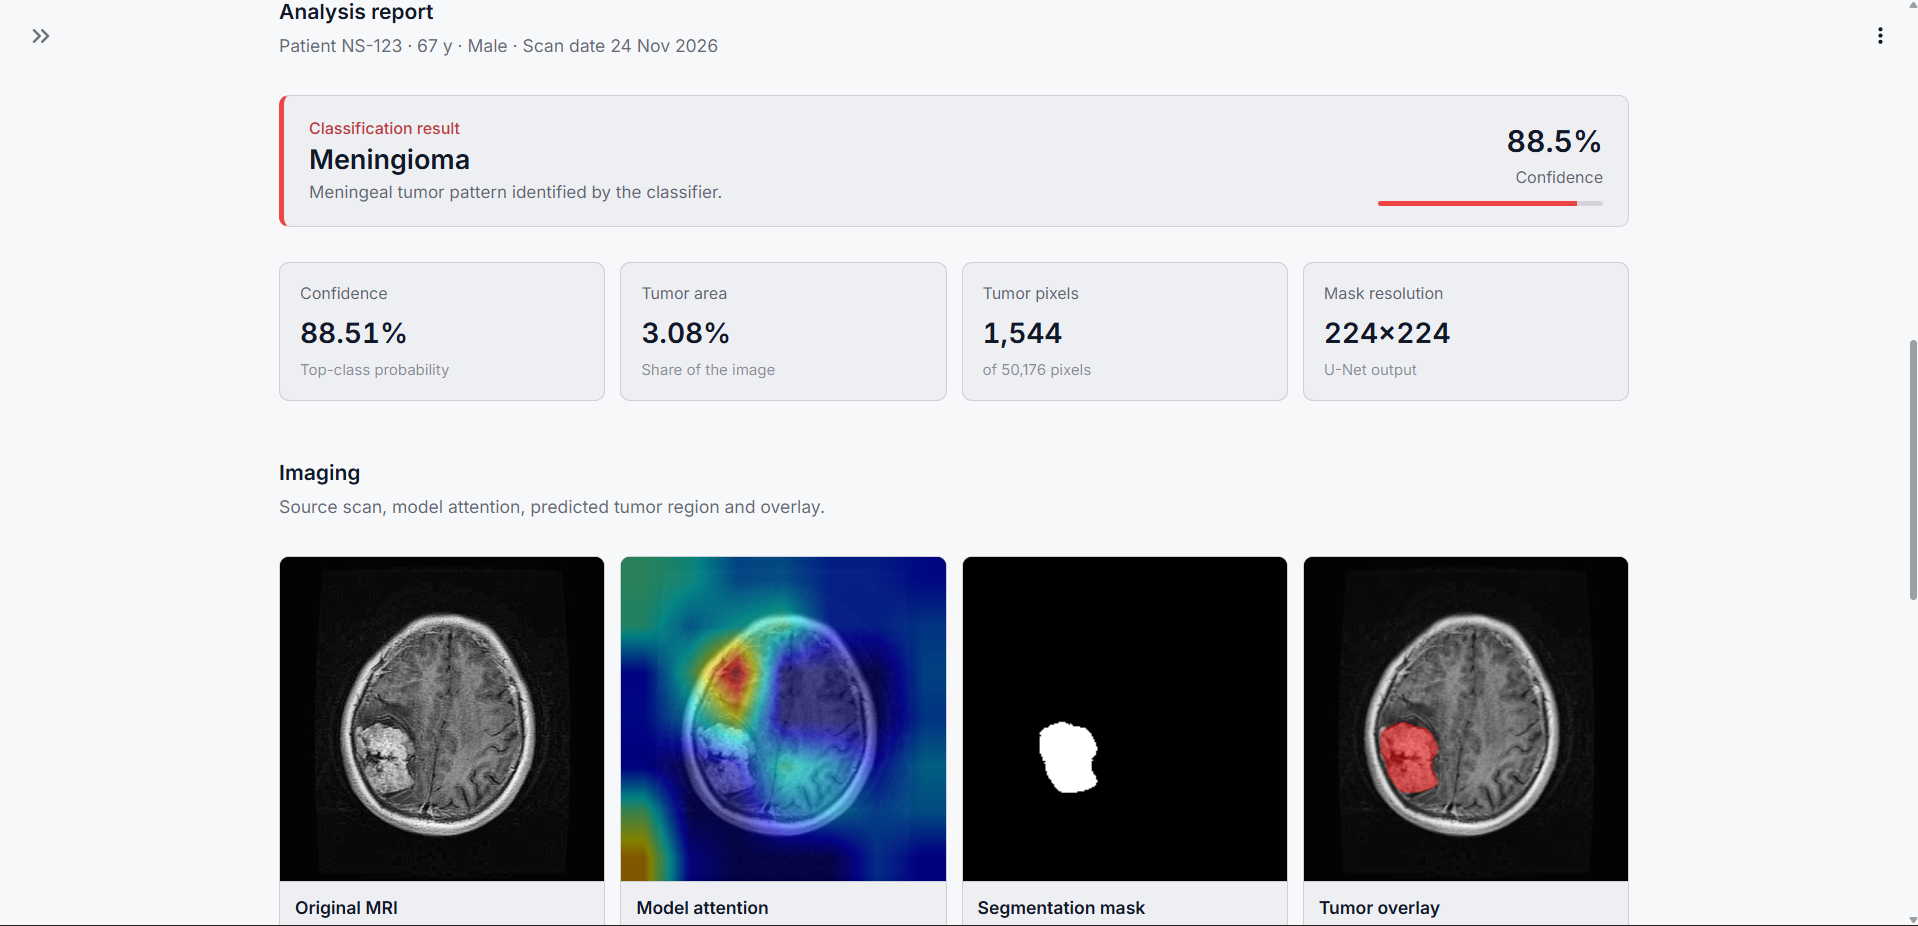 Analysis report
Patient NS-123 · 67 y · Male · Scan date 24 Nov 2026
Classification result
Meningioma
Meningeal tumor pattern identified by the classifier.
88.5%
Confidence
Confidence
88.51%
Top-class probability
Tumor area
3.08%
Share of the image
Tumor pixels
1,544
of 50,176 pixels
Mask resolution
224×224
U-Net output
Imaging
Source scan, model attention, predicted tumor region and overlay.
Original MRI
Model attention
Segmentation mask
Tumor overlay